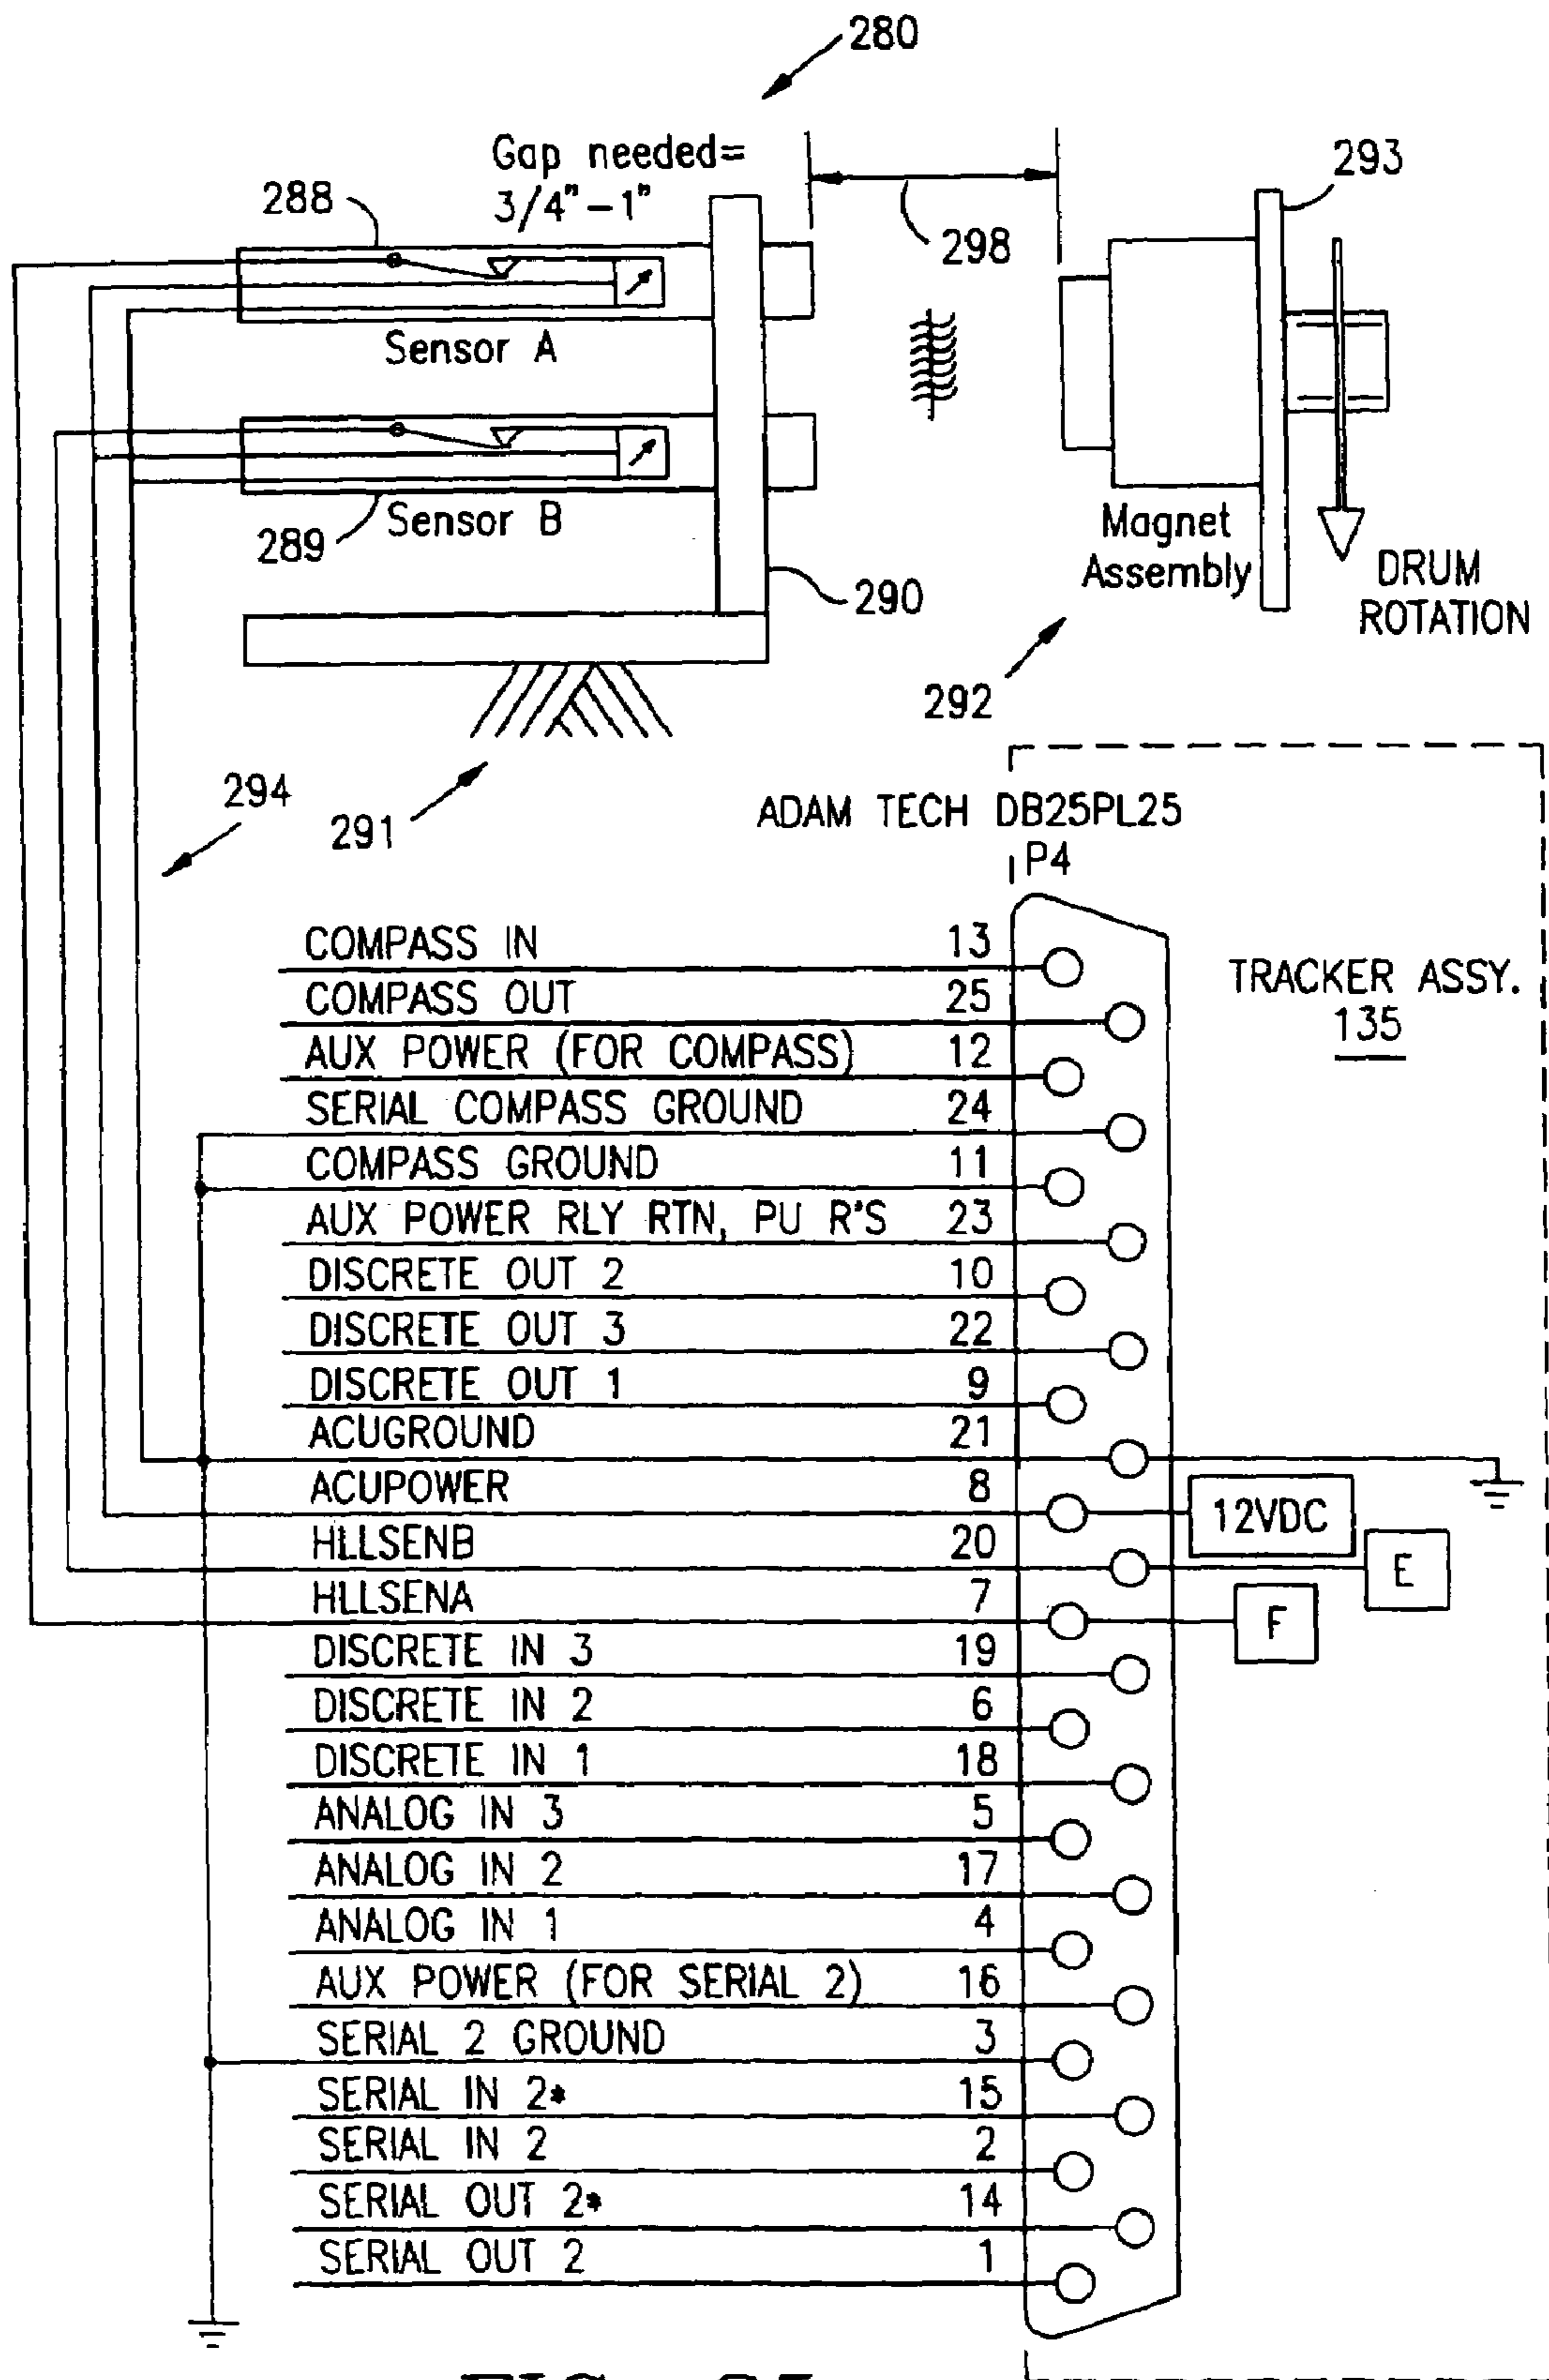 280
Gap needed=
3/4"-1"
288
293
298
Sensor A
Sensor B
289
290
Magnet
Assembly
DRUM
ROTATION
292
294
291
ADAM TECH DB25PL25
P4
TRACKER ASSY.
135
COMPASS IN 13
COMPASS OUT 25
AUX POWER (FOR COMPASS) 12
SERIAL COMPASS GROUND 24
COMPASS GROUND 11
AUX POWER RLY RTN, PU R'S 23
DISCRETE OUT 2 10
DISCRETE OUT 3 22
DISCRETE OUT 1 9
ACUGROUND 21
ACUPOWER 8
12VDC
HLLSENB 20
E
HLLSENA 7
F
DISCRETE IN 3 19
DISCRETE IN 2 6
DISCRETE IN 1 18
ANALOG IN 3 5
ANALOG IN 2 17
ANALOG IN 1 4
AUX POWER (FOR SERIAL 2) 16
SERIAL 2 GROUND 3
SERIAL IN 2* 15
SERIAL IN 2 2
SERIAL OUT 2* 14
SERIAL OUT 2 1